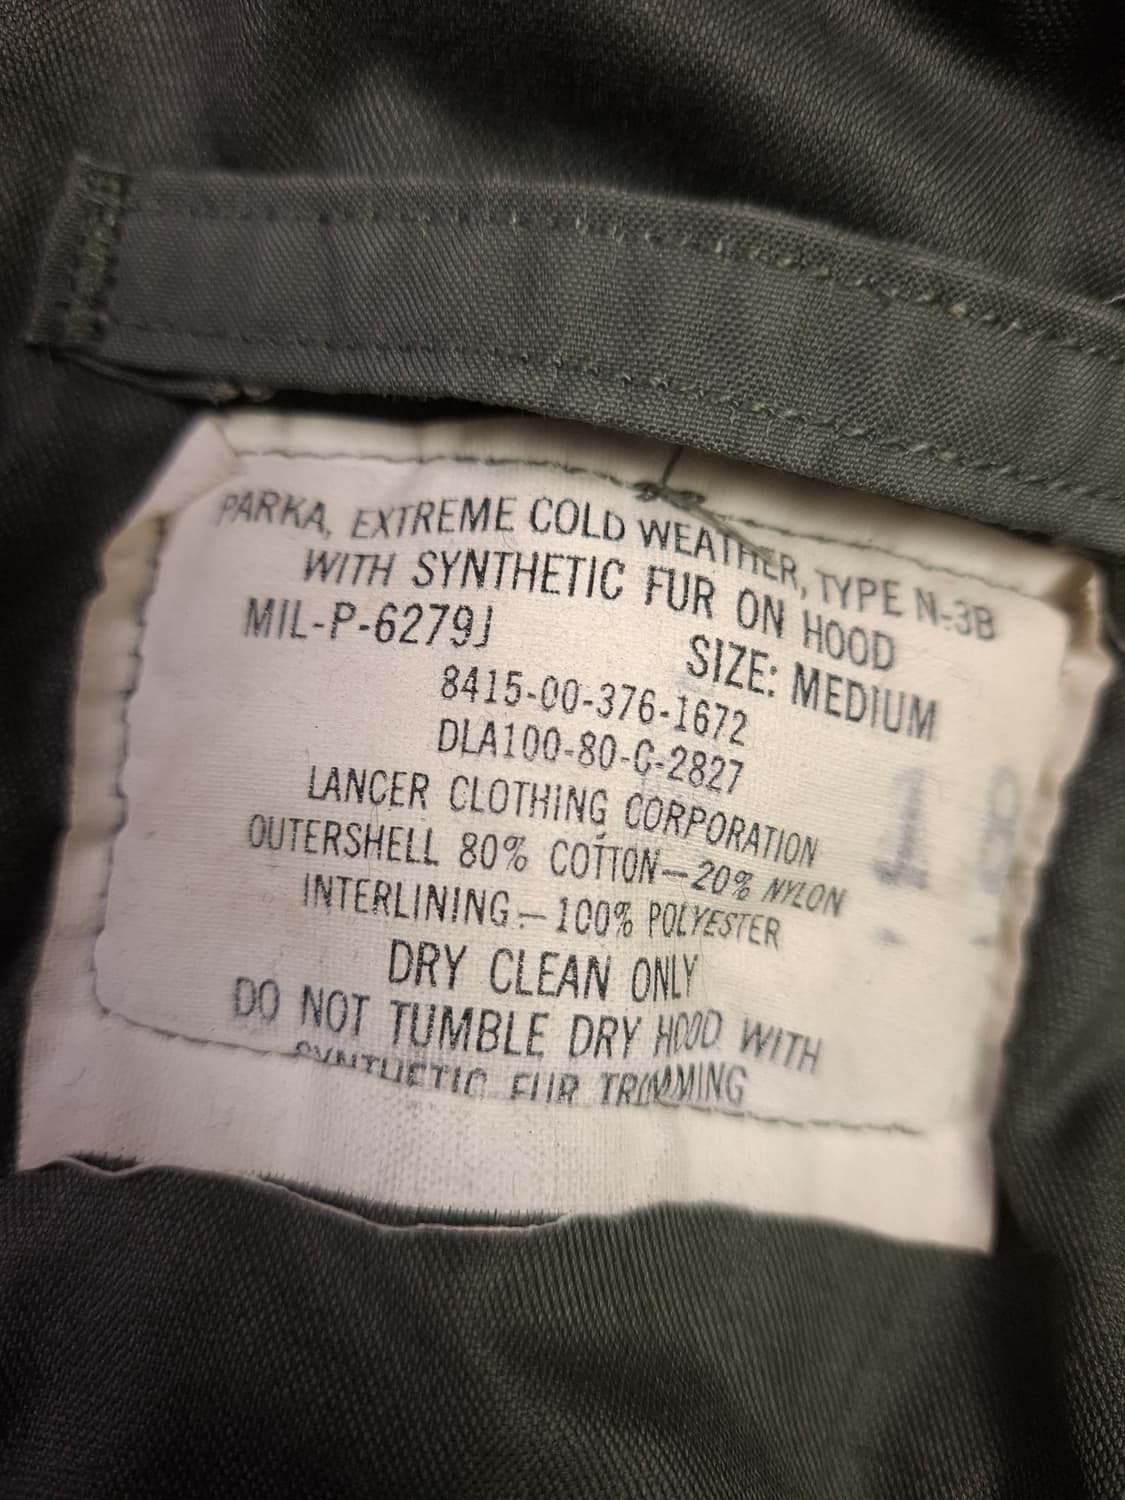 PARKA, EXTREME COLD WEATHER, TYPE N-3B
WITH SYNTHETIC FUR ON HOOD
MIL-P-6279J SIZE: MEDIUM
8415-00-376-1672
DLA100-80-C-2827
LANCER CLOTHING CORPORATION
OUTERSHELL 80% COTTON—20% NYLON
INTERLINING—100% POLYESTER
DRY CLEAN ONLY
DO NOT TUMBLE DRY HOOD WITH
SYNTHETIC FUR TRIMMING